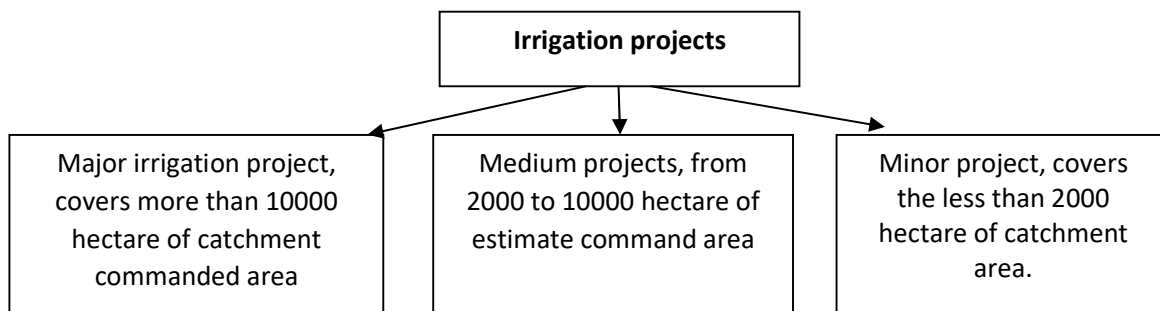 Irrigation projects
Major irrigation project,
covers more than 10000
hectare of catchment
commanded area
Medium projects, from
2000 to 10000 hectare of
estimate command area
Minor project, covers
the less than 2000
hectare of catchment
area.